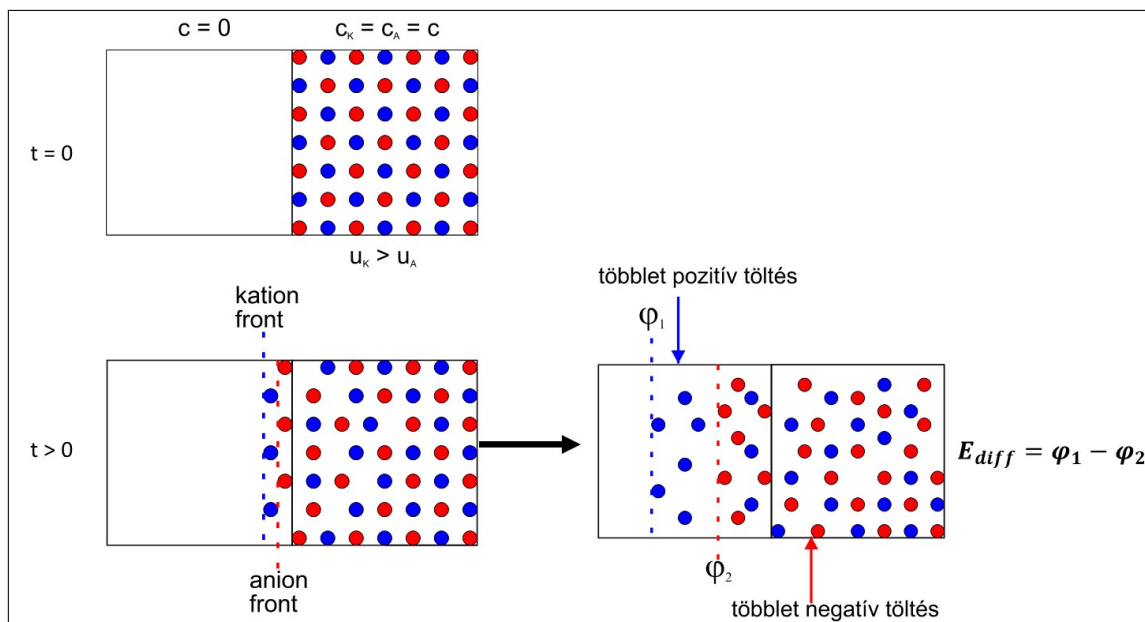 c = 0
cK = cA = c
t = 0
uK > uA
kation
front
t > 0
anion
front
többlet pozitív töltés
φ1
Ediff = φ1 − φ2
φ2
többlet negatív töltés